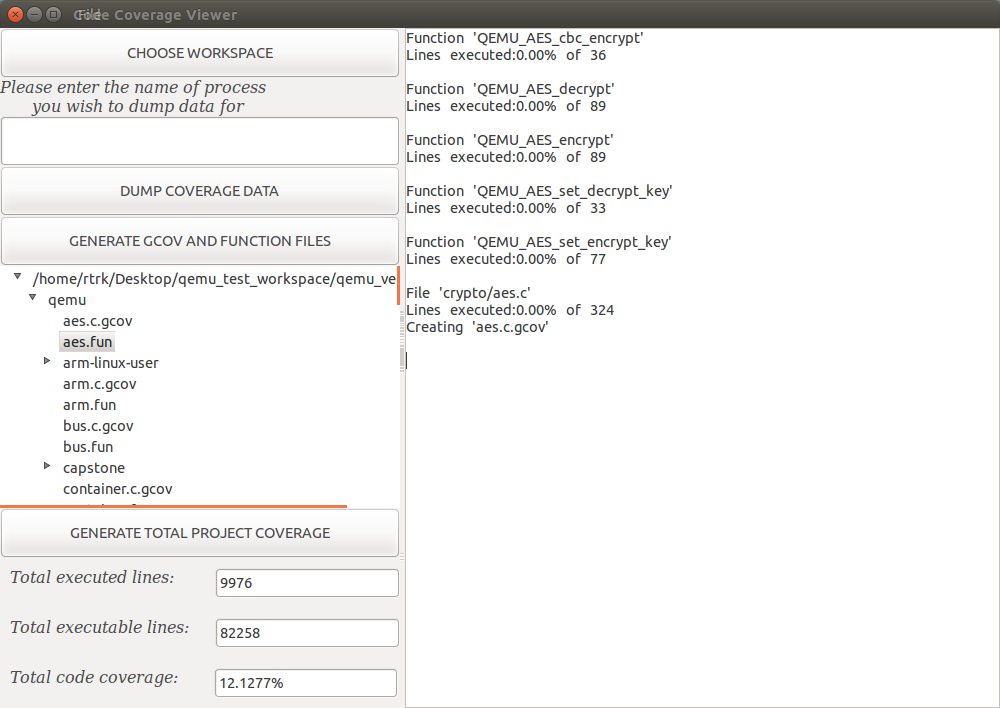 Code Coverage Viewer
File
CHOOSE WORKSPACE
Please enter the name of process
you wish to dump data for
DUMP COVERAGE DATA
GENERATE GCOV AND FUNCTION FILES
/home/rtrk/Desktop/qemu_test_workspace/qemu_ve
qemu
aes.c.gcov
aes.fun
arm-linux-user
arm.c.gcov
arm.fun
bus.c.gcov
bus.fun
capstone
container.c.gcov
GENERATE TOTAL PROJECT COVERAGE
Total executed lines:
9976
Total executable lines:
82258
Total code coverage:
12.1277%
Function 'QEMU_AES_cbc_encrypt'
Lines executed:0.00% of 36
Function 'QEMU_AES_decrypt'
Lines executed:0.00% of 89
Function 'QEMU_AES_encrypt'
Lines executed:0.00% of 89
Function 'QEMU_AES_set_decrypt_key'
Lines executed:0.00% of 33
Function 'QEMU_AES_set_encrypt_key'
Lines executed:0.00% of 77
File 'crypto/aes.c'
Lines executed:0.00% of 324
Creating 'aes.c.gcov'